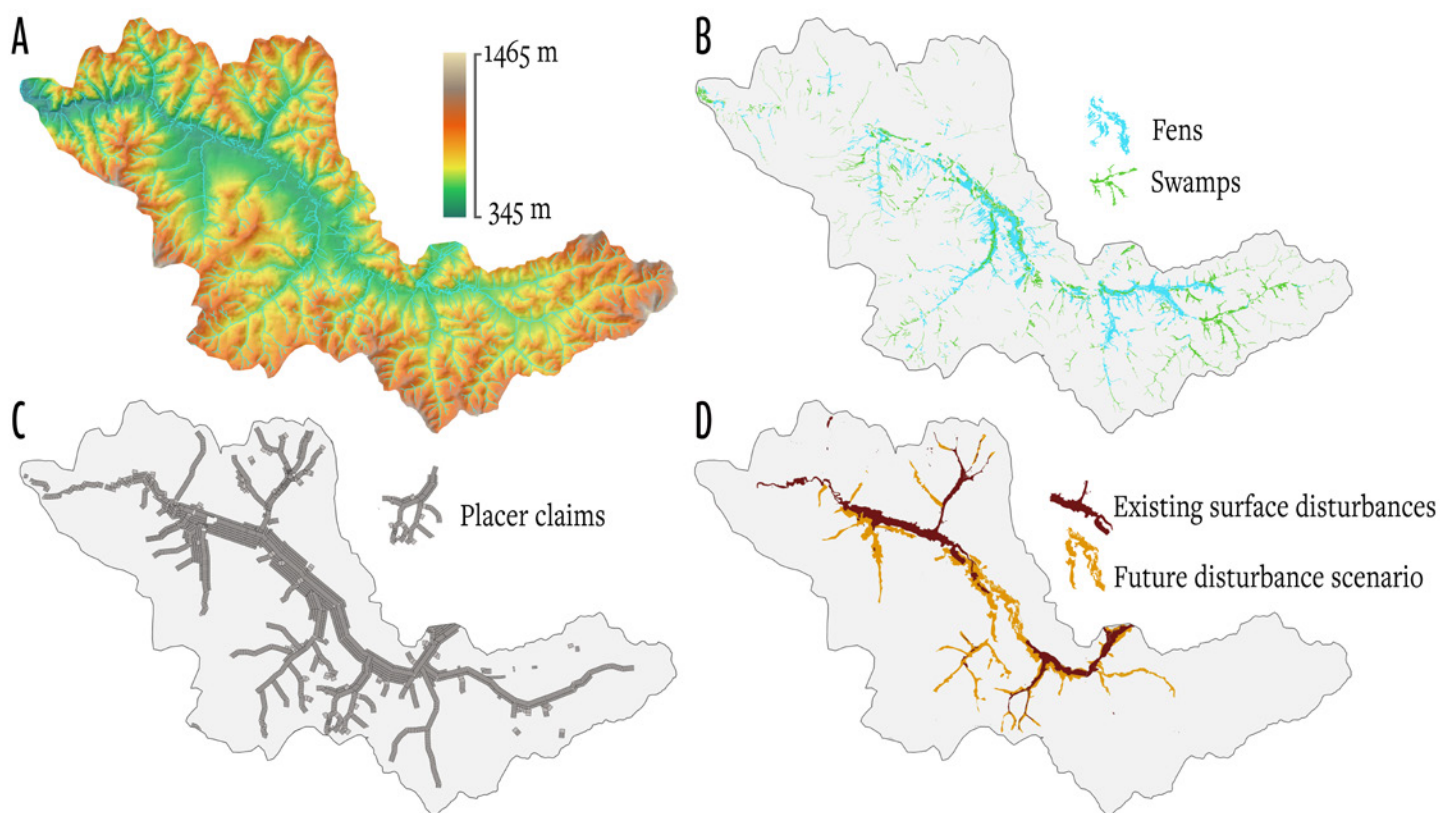 A
1465 m
345 m
B
Fens
Swamps
C
Placer claims
D
Existing surface disturbances
Future disturbance scenario